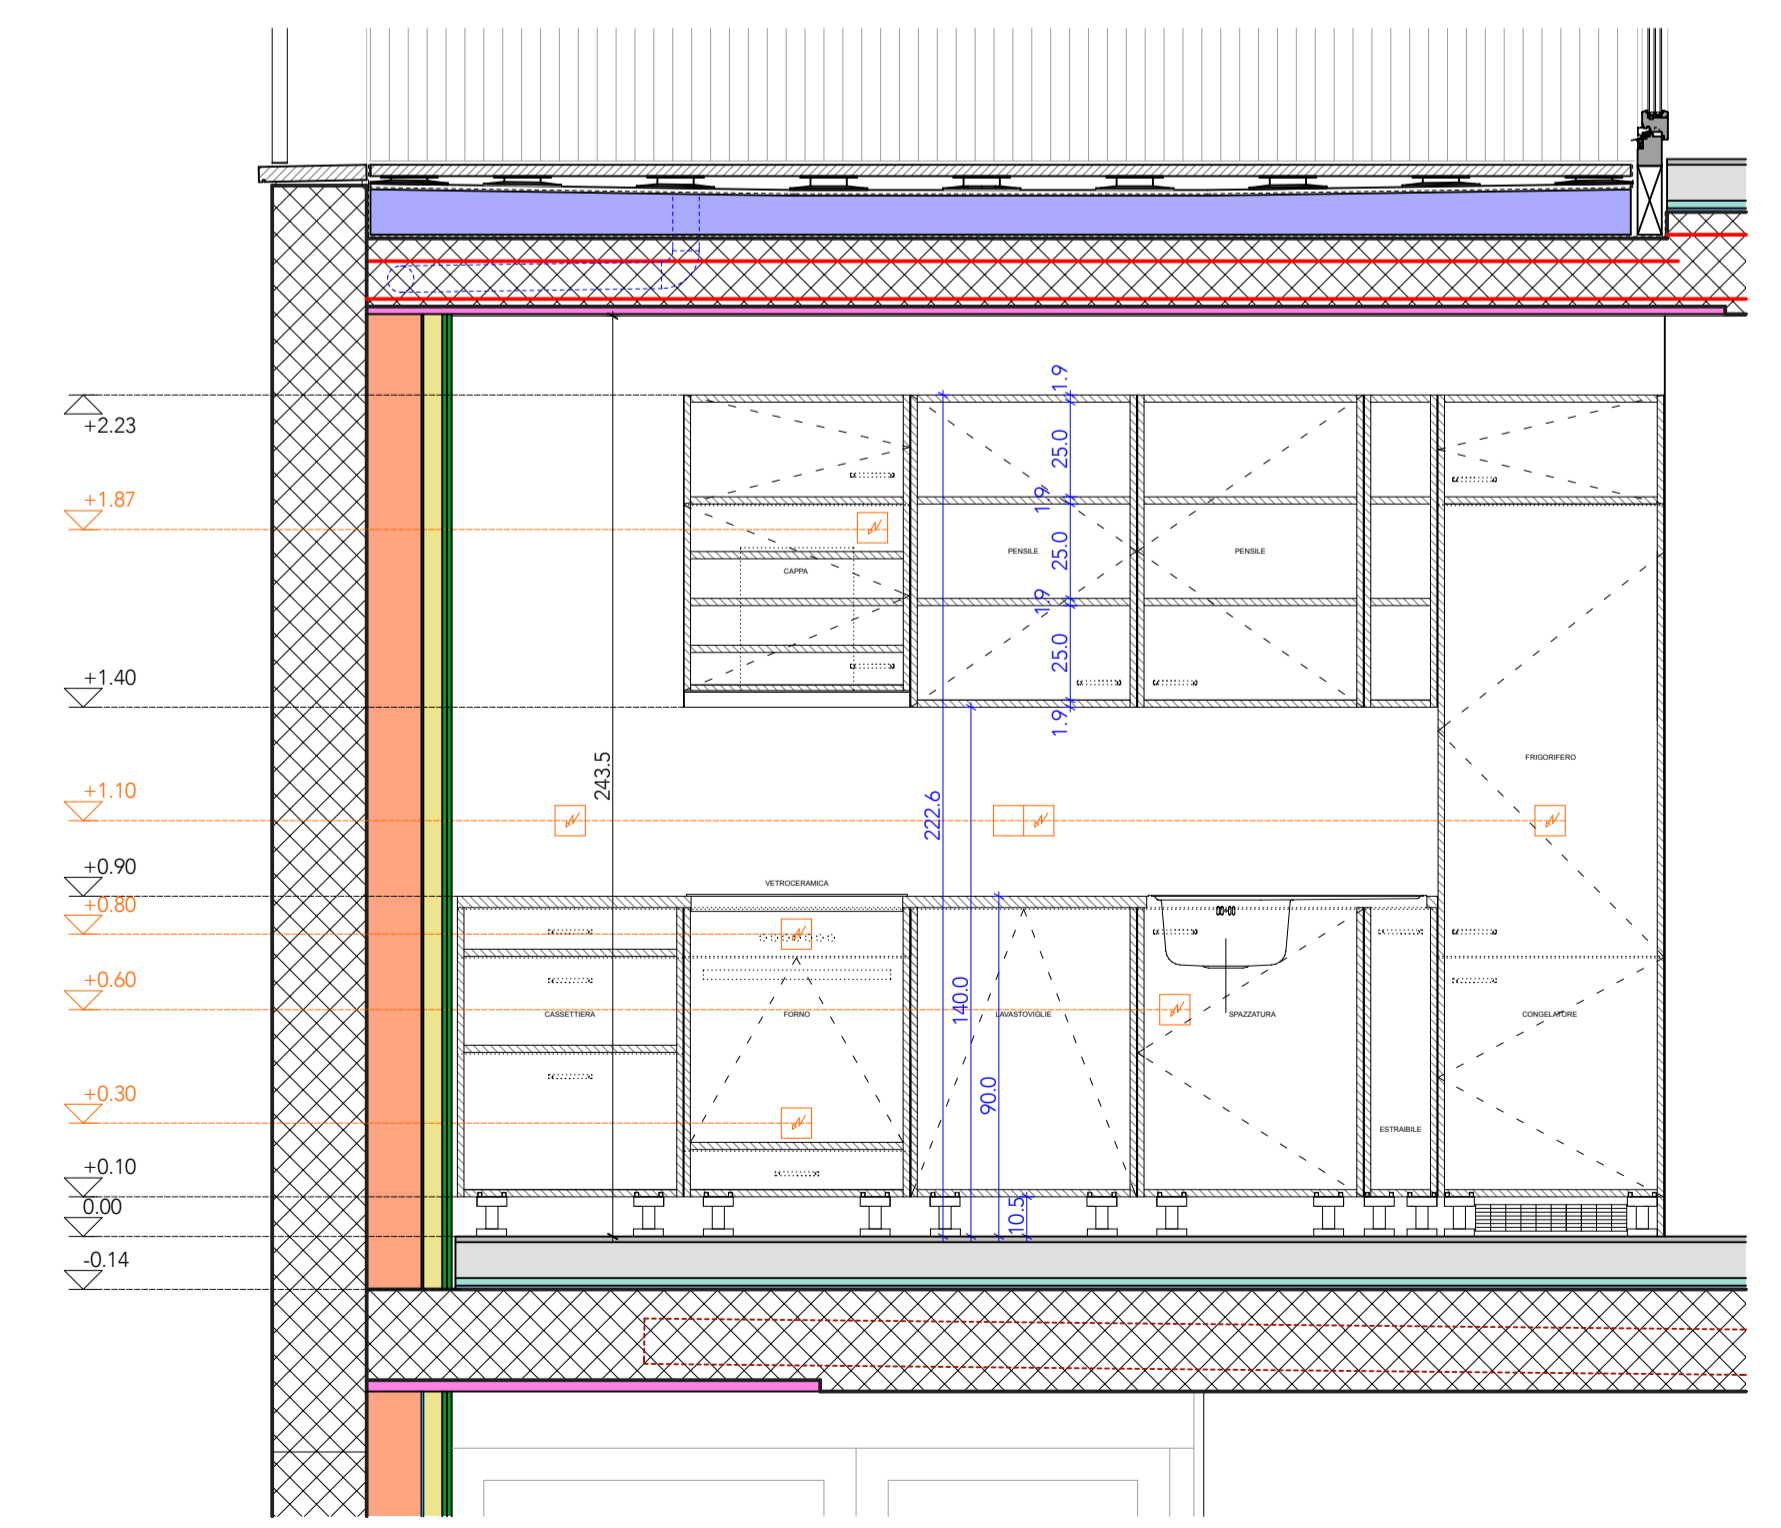 1.9
+2.23
25.0
+1.87
1.9
PENSILE
PENSILE
25.0
CAPPA
1.9
25.0
+1.40
1.9
FRIGORIFERO
243.5
+1.10
222.6
+0.90
VETROCERAMICA
+0.80
+0.60
140.0
CASSETTIERA
FORNO
LAVASTOVIGLIE
SPAZZATURA
CONGELATORE
+0.30
90.0
ESTRAIBILE
+0.10
0.00
10.5
-0.14